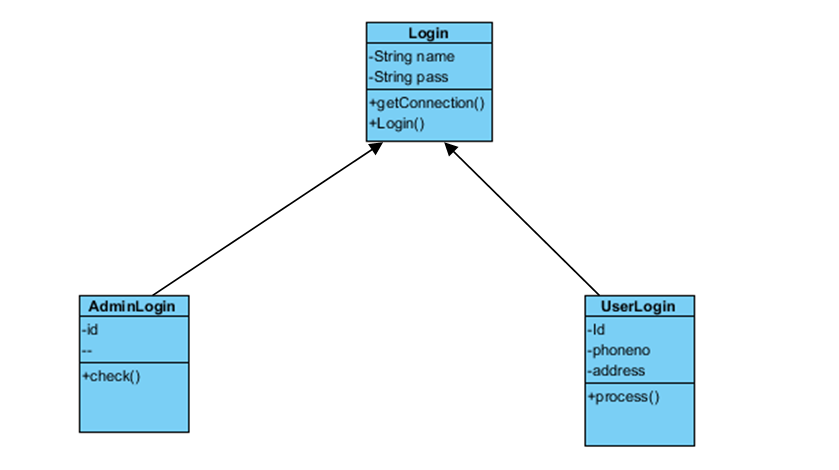 Login
-String name
-String pass
+getConnection()
+Login()
AdminLogin
-id
--
+check()
UserLogin
-Id
-phoneno
-address
+process()